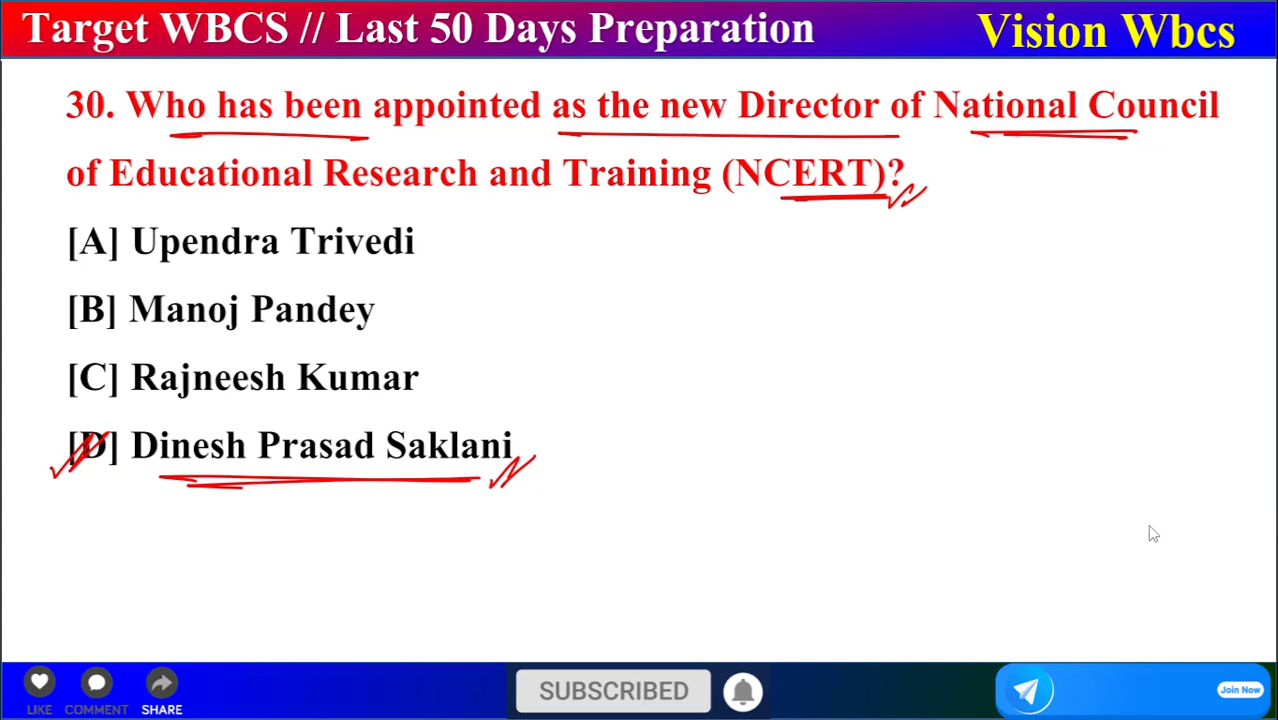 Target WBCS // Last 50 Days Preparation
Vision Wbcs
30. Who has been appointed as the new Director of National Council
of Educational Research and Training (NCERT)?
[A] Upendra Trivedi
[B] Manoj Pandey
[C] Rajneesh Kumar
[D] Dinesh Prasad Saklani
LIKE COMMENT SHARE
SUBSCRIBED
Join Now